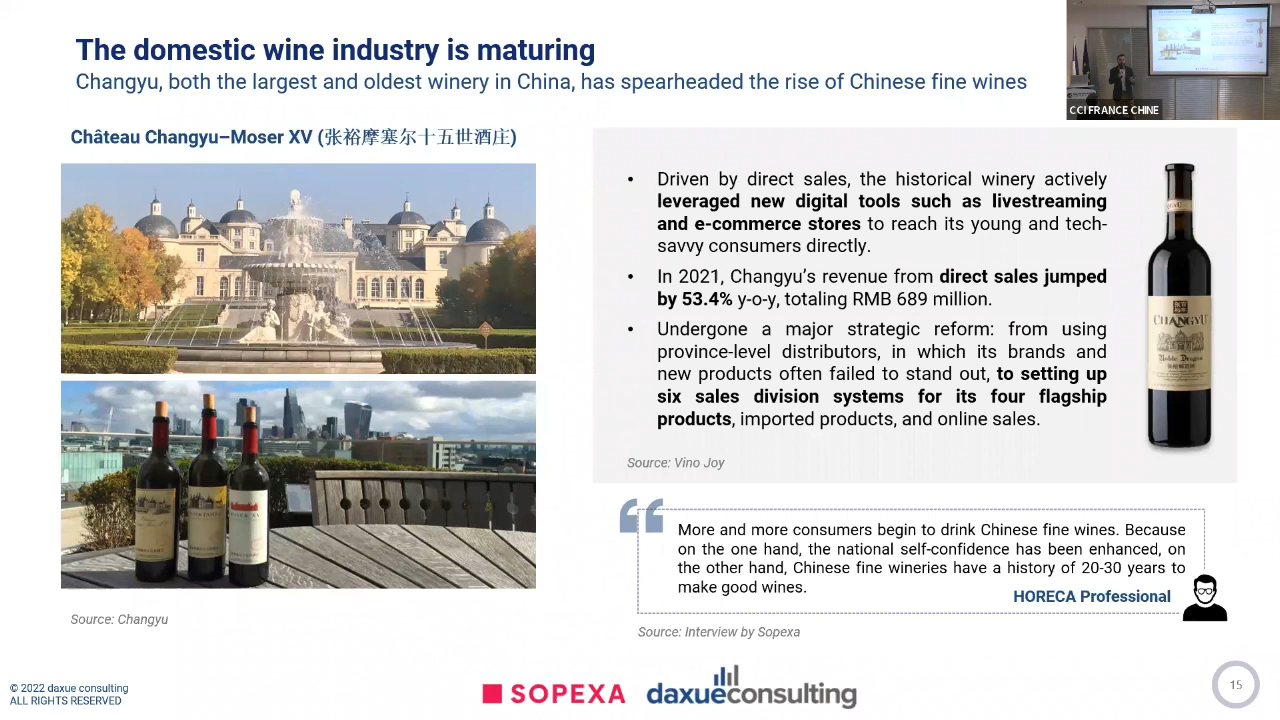 The domestic wine industry is maturing
Changyu, both the largest and oldest winery in China, has spearheaded the rise of Chinese fine wines
CCI FRANCE CHINE
Château Changyu–Moser XV (张裕摩塞尔十五世酒庄)
• Driven by direct sales, the historical winery actively
leveraged new digital tools such as livestreaming
and e-commerce stores to reach its young and tech-
savvy consumers directly.
• In 2021, Changyu's revenue from direct sales jumped
by 53.4% y-o-y, totaling RMB 689 million.
• Undergone a major strategic reform: from using
province-level distributors, in which its brands and
new products often failed to stand out, to setting up
six sales division systems for its four flagship
products, imported products, and online sales.
Source: Vino Joy
CHANGYU
Noble Dragon
“
More and more consumers begin to drink Chinese fine wines. Because
on the one hand, the national self-confidence has been enhanced, on
the other hand, Chinese fine wineries have a history of 20-30 years to
make good wines.
HORECA Professional
Source: Changyu
Source: Interview by Sopexa
© 2022 daxue consulting
ALL RIGHTS RESERVED
SOPEXA
daxueconsulting
15